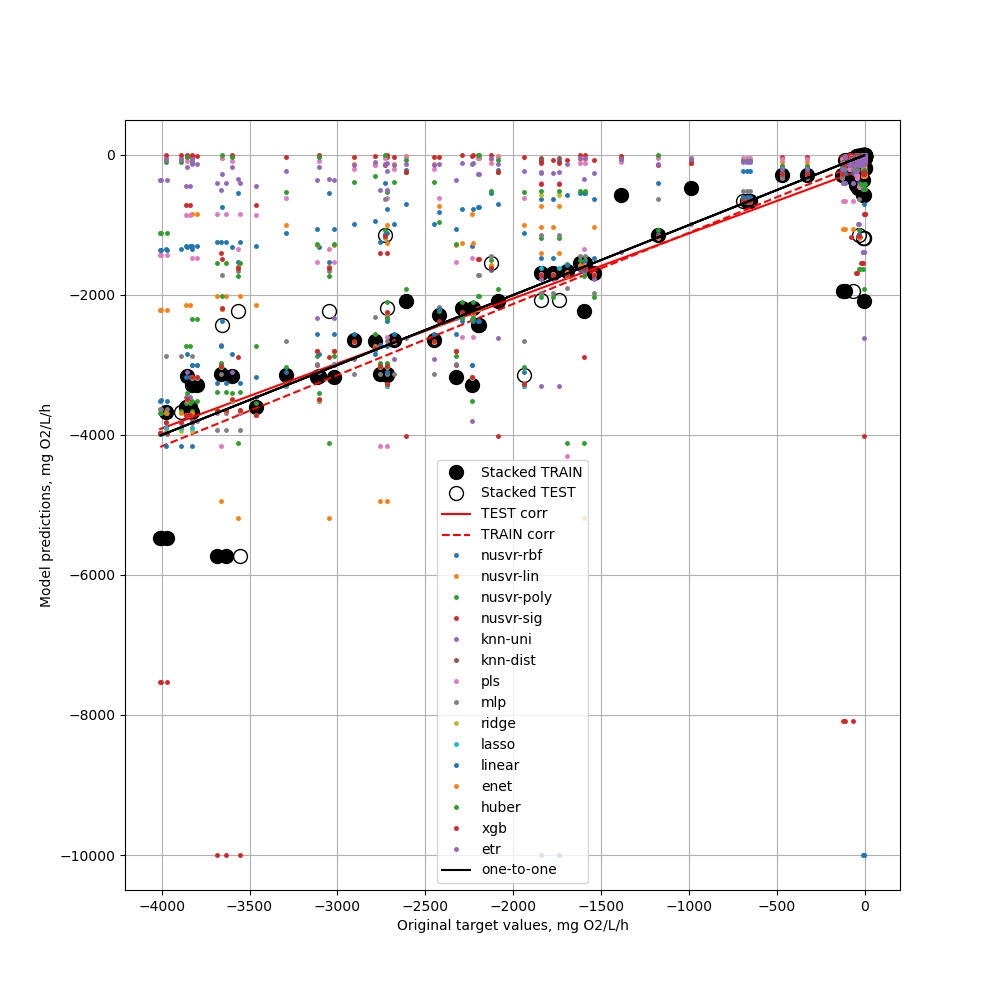 0
−2000
−4000
−6000
−8000
−10000
Model predictions, mg O2/L/h
Stacked TRAIN
Stacked TEST
TEST corr
TRAIN corr
nusvr-rbf
nusvr-lin
nusvr-poly
nusvr-sig
knn-uni
knn-dist
pls
mlp
ridge
lasso
linear
enet
huber
xgb
etr
one-to-one
−4000 −3500 −3000 −2500 −2000 −1500 −1000 −500 0
Original target values, mg O2/L/h